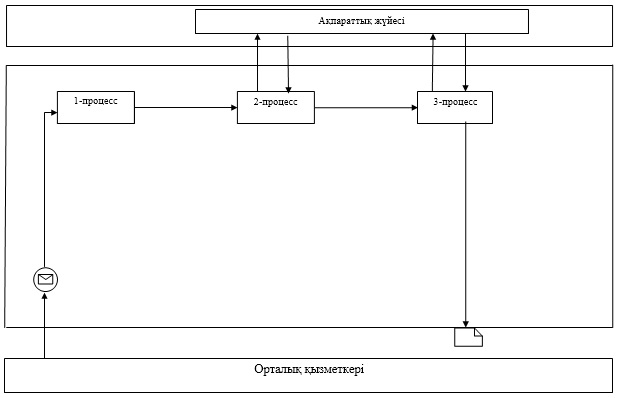 Ақпараттық жүйесі
1-процесс
2-процесс
3-процесс
Орталық қызметкері